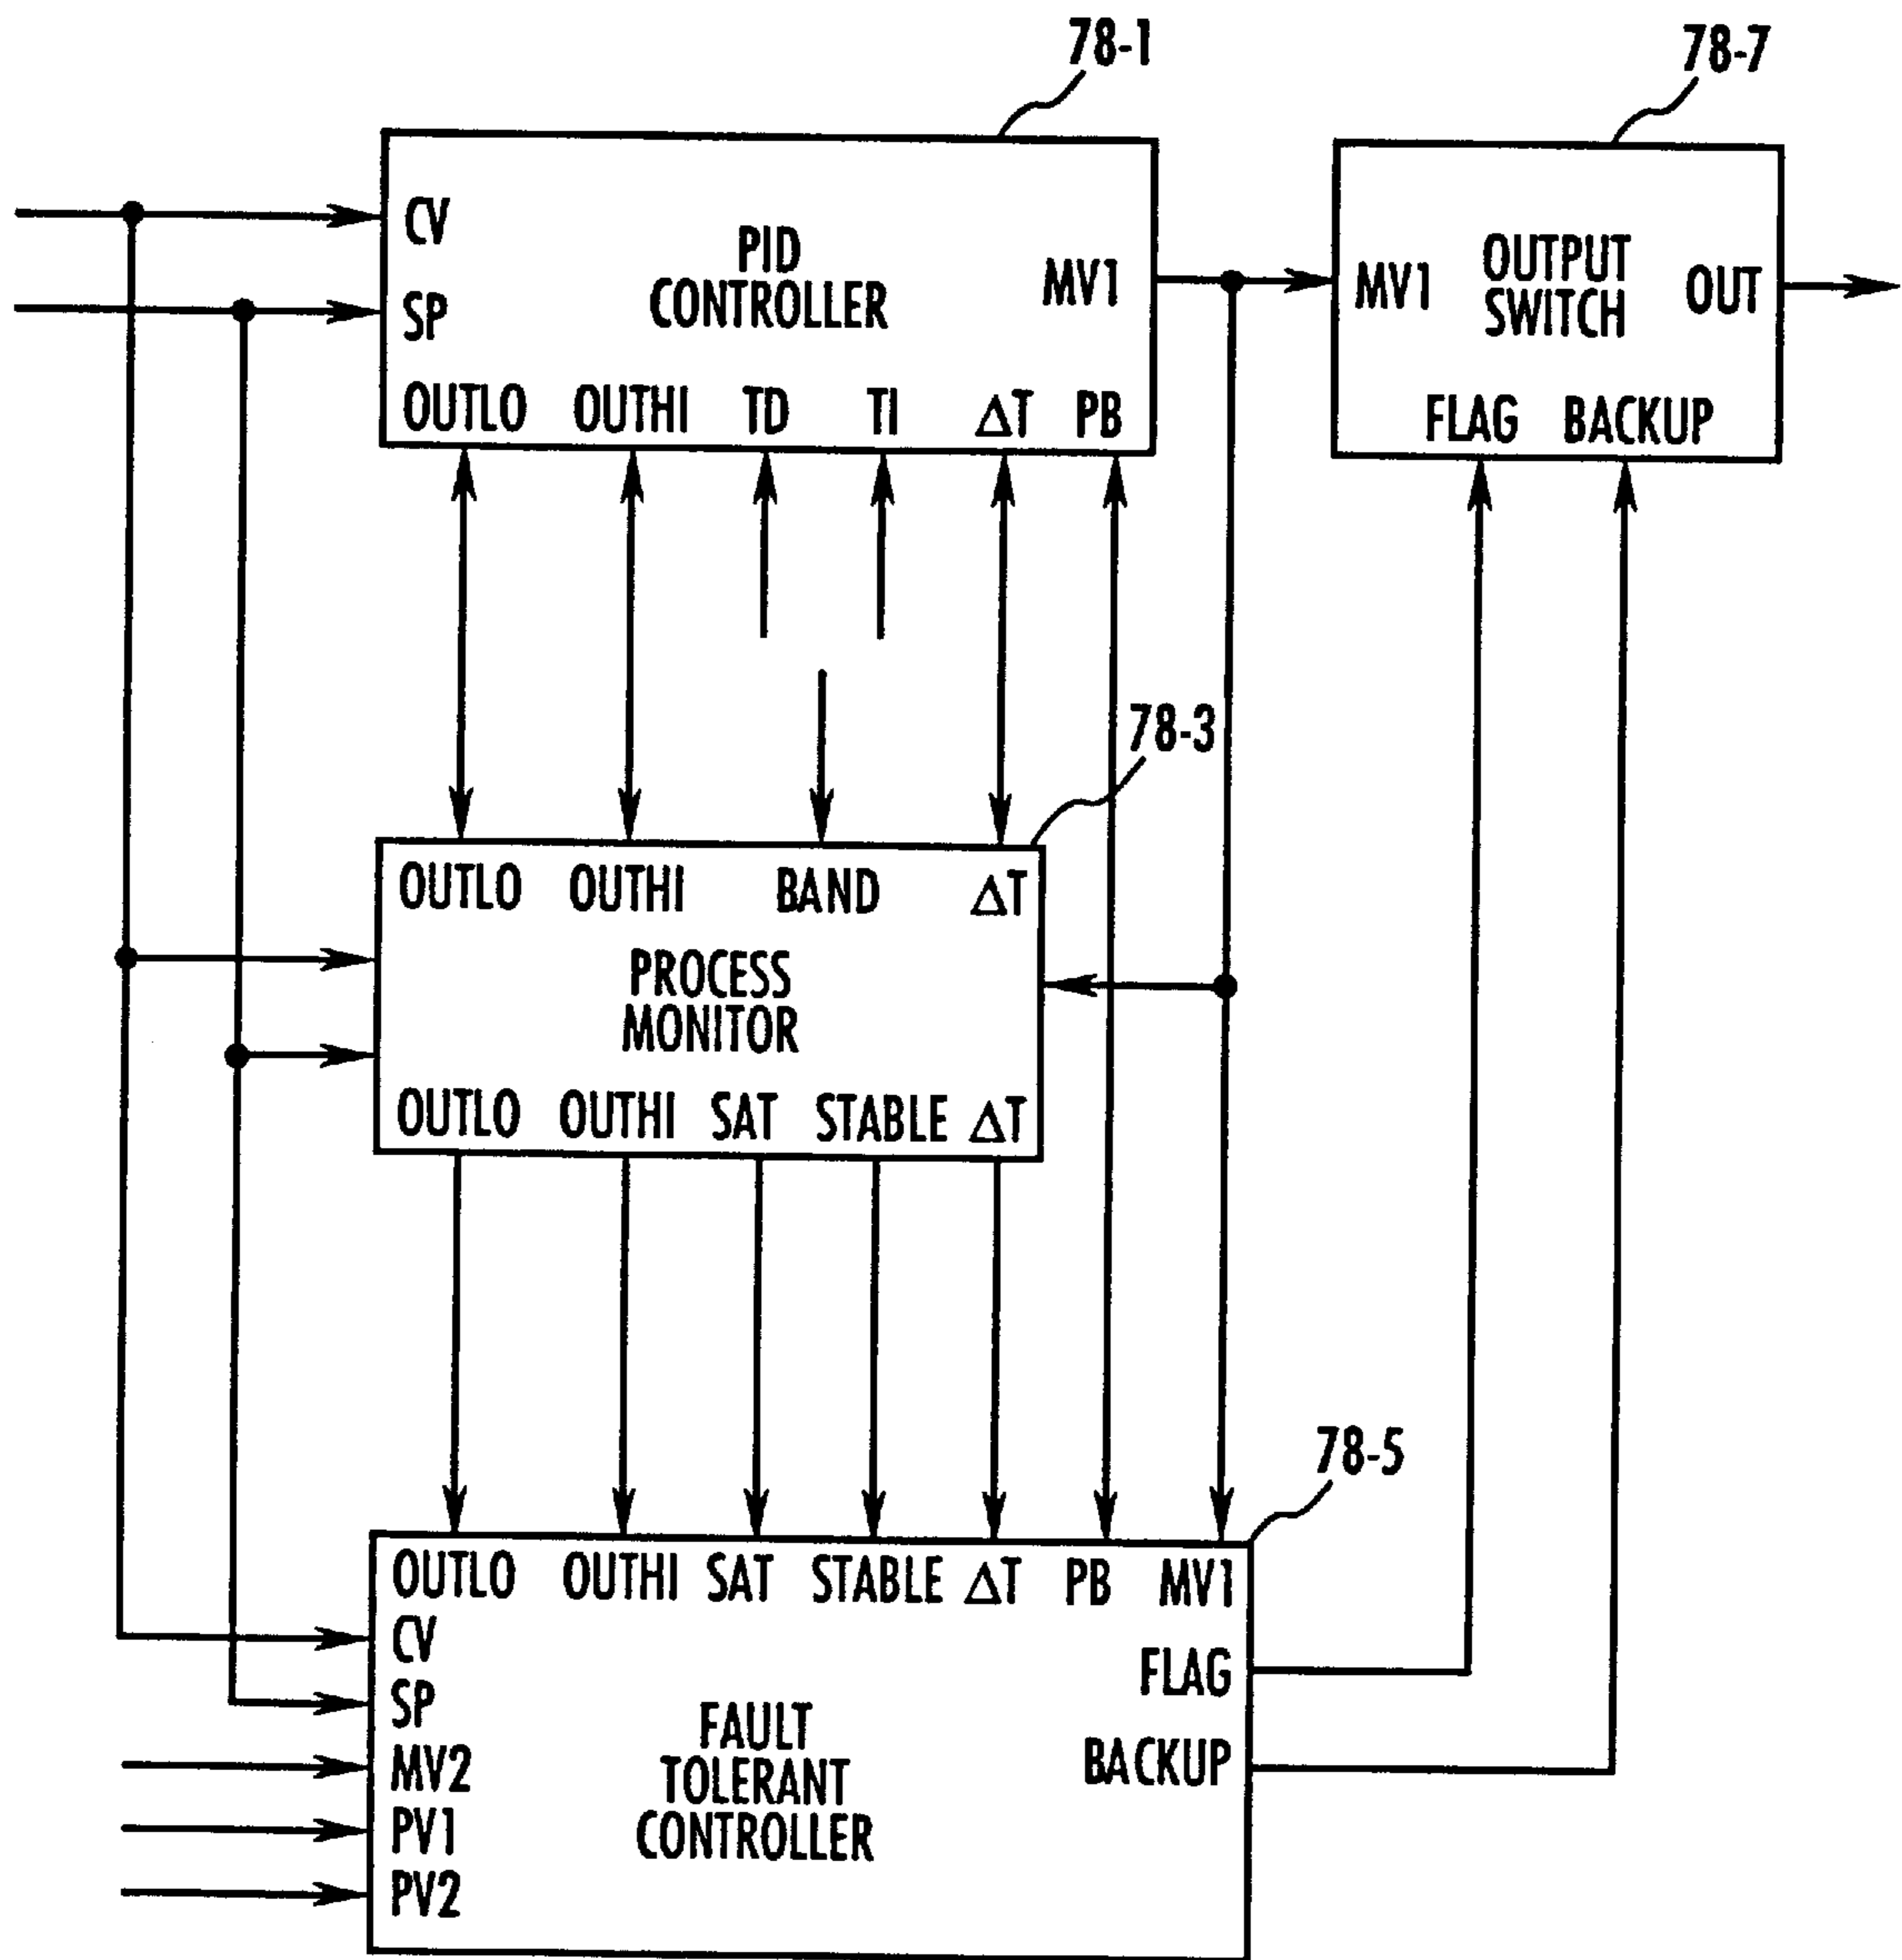 78-1
78-7
CV
SP
PID
CONTROLLER
MV1
OUTLO OUTHI TD TI ΔT PB
MV1
OUTPUT
SWITCH
OUT
FLAG BACKUP
78-3
OUTLO OUTHI BAND ΔT
PROCESS
MONITOR
OUTLO OUTHI SAT STABLE ΔT
78-5
OUTLO OUTHI SAT STABLE ΔT PB MV1
CV
SP
MV2
PV1
PV2
FAULT
TOLERANT
CONTROLLER
FLAG
BACKUP